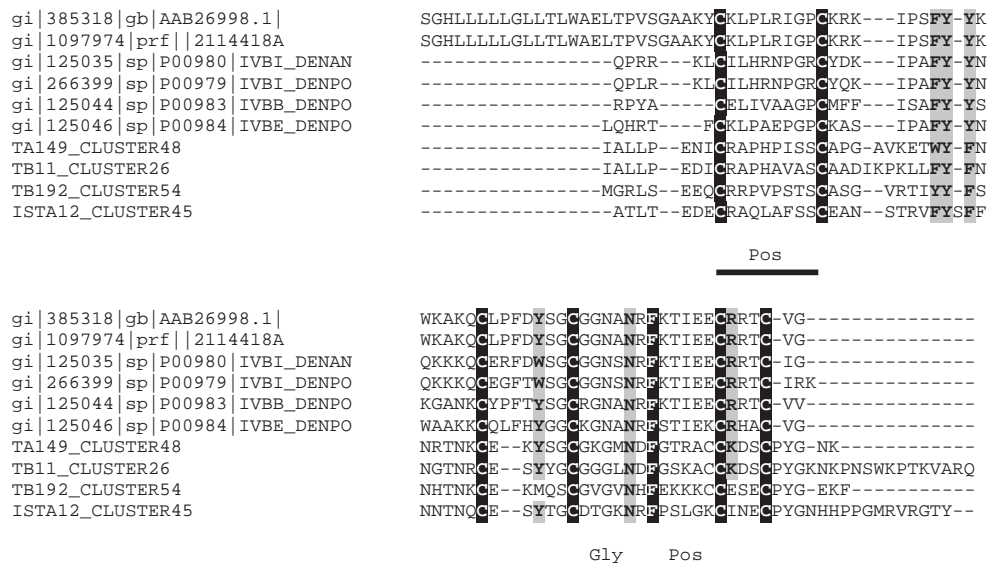 gi|385318|gb|AAB26998.1| SGHLLLLLGLLTLWAELTPVSGAAKYCKLPLRIGPCKRK---IPSFYY-YK
gi|1097974|prf||2114418A SGHLLLLLGLLTLWAELTPVSGAAKYCKLPLRIGPCKRK---IPSFY-YK
gi|125035|sp|P00980|IVBI_DENAN -----------------QPRR---KLCILHRNPGRCYDK---IPAFY-YN
gi|266399|sp|P00979|IVBI_DENPO -----------------QPLR---KLCILHRNPGRCYQK---IPAFY-YN
gi|125044|sp|P00983|IVBB_DENPO -----------------RPYA-----CELIVAAGPCMFF---ISAFY-YS
gi|125046|sp|P00984|IVBE_DENPO ----------------LQHRT----FCKLPAEPGPCKAS---IPAFY-YN
TA149_CLUSTER48 ----------------IALLP--ENICRAPHPISSCAPG-AVKETWY-FN
TB11_CLUSTER26 ----------------IALLP--EDICRAPHAVASCAADIKPKLLFY-FN
TB192_CLUSTER54 ----------------MGRLS--EEQCRRPVPSTSCASG--VRTIYY-FS
ISTA12_CLUSTER45 -----------------ATLT--EDECRAQLAFSSCEAN--STRVFYSFF
Pos
gi|385318|gb|AAB26998.1| WKAKQCLPFDYSGCGGNANRFKTIEECRRTC-VG--------------
gi|1097974|prf||2114418A WKAKQCLPFDYSGCGGNANRFKTIEECRRTC-VG--------------
gi|125035|sp|P00980|IVBI_DENAN QKKKQCERFDWSGCGGNSNRFKTIEECRRTC-IG--------------
gi|266399|sp|P00979|IVBI_DENPO QKKKQCEGFTWSGCGGNSNRFKTIEECRRTC-IRK-------------
gi|125044|sp|P00983|IVBB_DENPO KGANKCYPFTYSGCRGNANRFKTIEECRRTC-VV--------------
gi|125046|sp|P00984|IVBE_DENPO WAAKKCQLFHYGGCKGNANRFSTIEKCRHAC-VG--------------
TA149_CLUSTER48 NRTNKCE--KYSGCGKGMNDFGTRACCKDSCPYG-NK-----------
TB11_CLUSTER26 NGTNRCE--SYYGCGGGLNDFGSKACCKDSCPYGKNKPNSWKPTKVARQ
TB192_CLUSTER54 NHTNKCE--KMQSCGVGVNHFEKKKCCESECPYG-EKF----------
ISTA12_CLUSTER45 NNTNQCE--SYTGCDTGKNRFPSLGKCINECPYGNHHPPGMRVRGTY--
Gly Pos